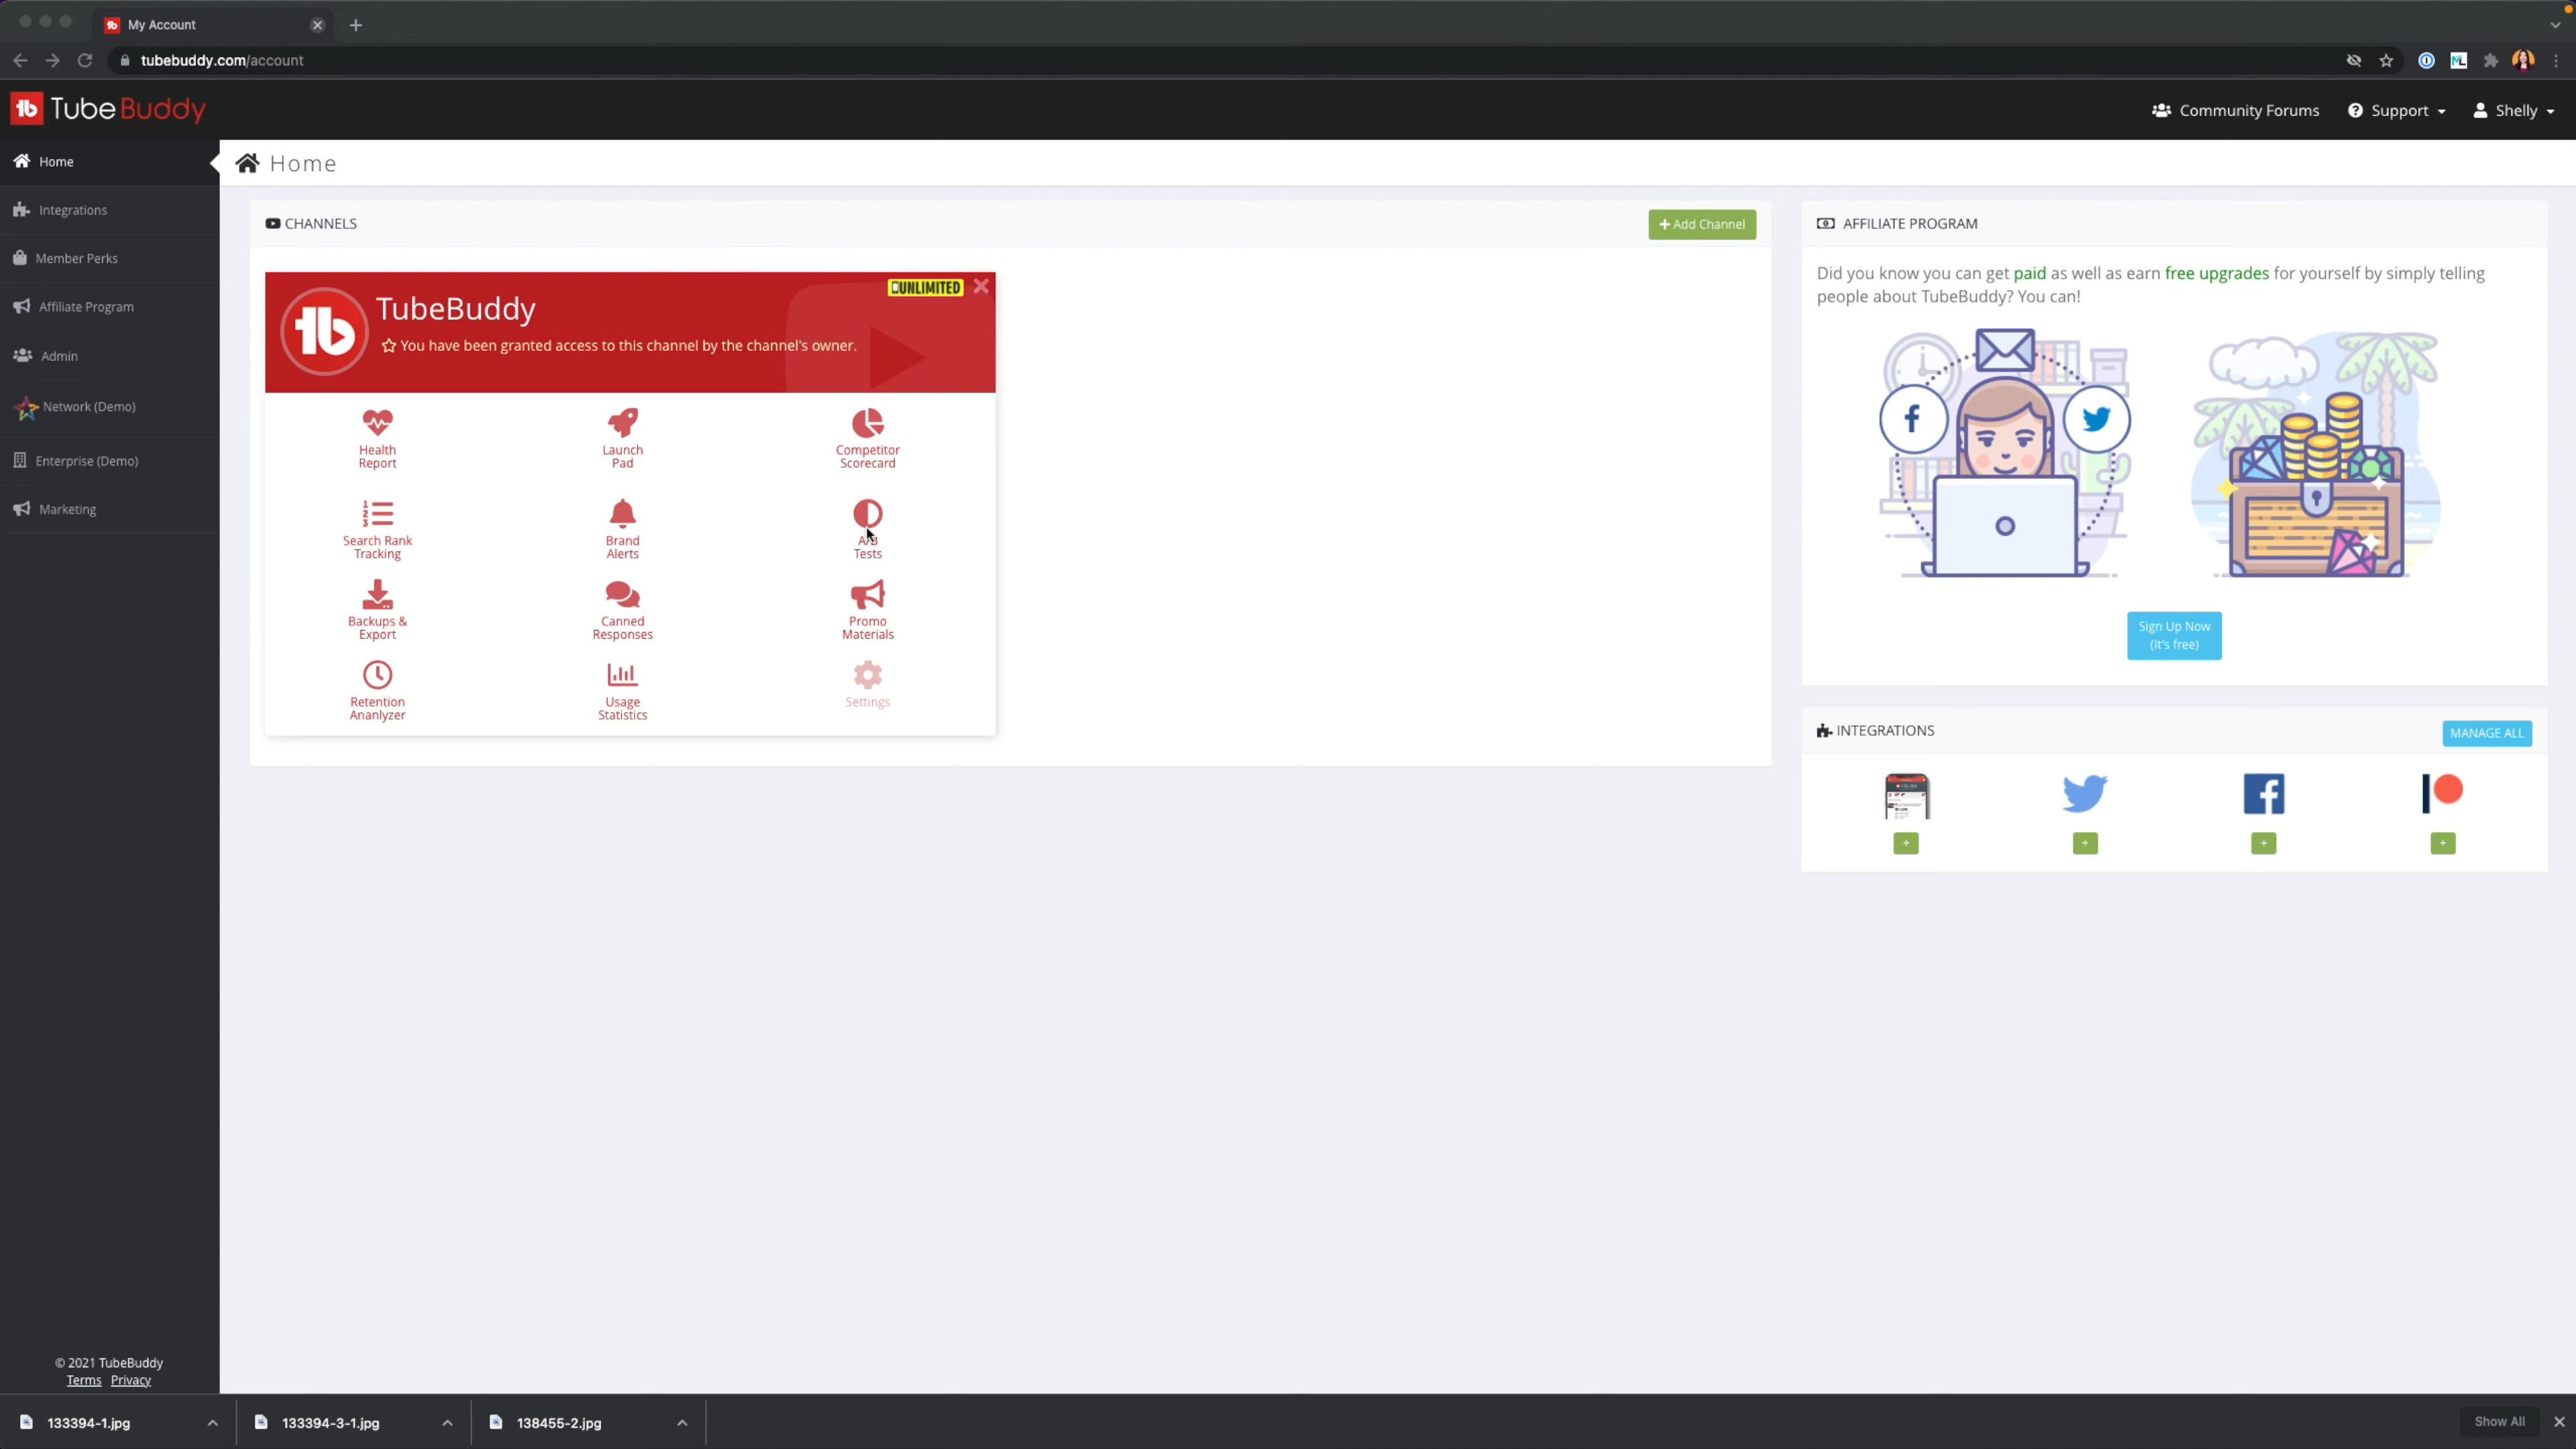 My Account
tubebuddy.com/account
TubeBuddy
Community Forums
Support
Shelly
Home
Integrations
Member Perks
Affiliate Program
Admin
Network (Demo)
Enterprise (Demo)
Marketing
© 2021 TubeBuddy
Terms Privacy
Home
CHANNELS
+ Add Channel
UNLIMITED
TubeBuddy
You have been granted access to this channel by the channel's owner.
Health
Report
Launch
Pad
Competitor
Scorecard
Search Rank
Tracking
Brand
Alerts
Tests
Backups &
Export
Canned
Responses
Promo
Materials
Retention
Ananlyzer
Usage
Statistics
Settings
AFFILIATE PROGRAM
Did you know you can get paid as well as earn free upgrades for yourself by simply telling
people about TubeBuddy? You can!
Sign Up Now
(It's free)
INTEGRATIONS
MANAGE ALL
133394-1.jpg
133394-3-1.jpg
138455-2.jpg
Show All